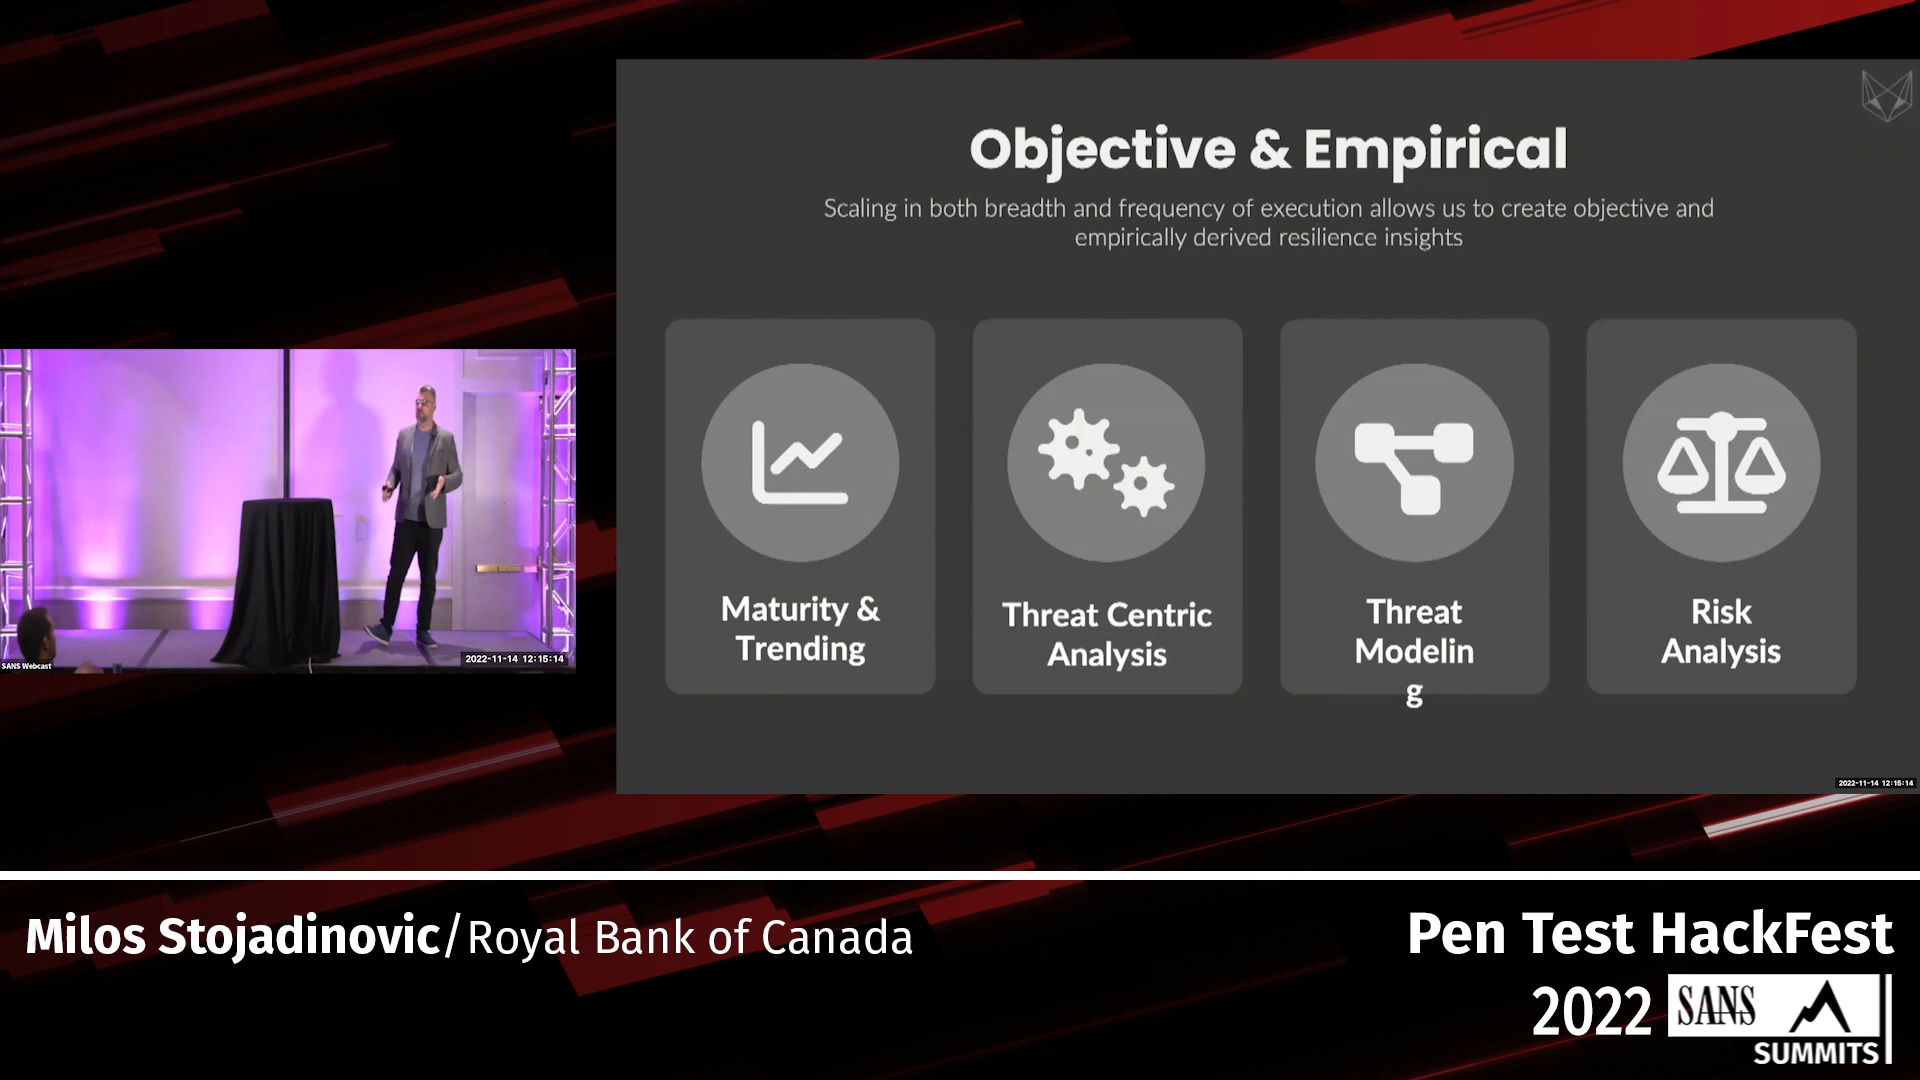 Objective & Empirical
Scaling in both breadth and frequency of execution allows us to create objective and
empirically derived resilience insights
Maturity &
Trending
Threat Centric
Analysis
Threat
Modelin
g
Risk
Analysis
2022-11-14 12:15:14
SANS Webcast
2022-11-14 12:15:14
Milos Stojadinovic/Royal Bank of Canada
Pen Test HackFest
2022
SANS
SUMMITS